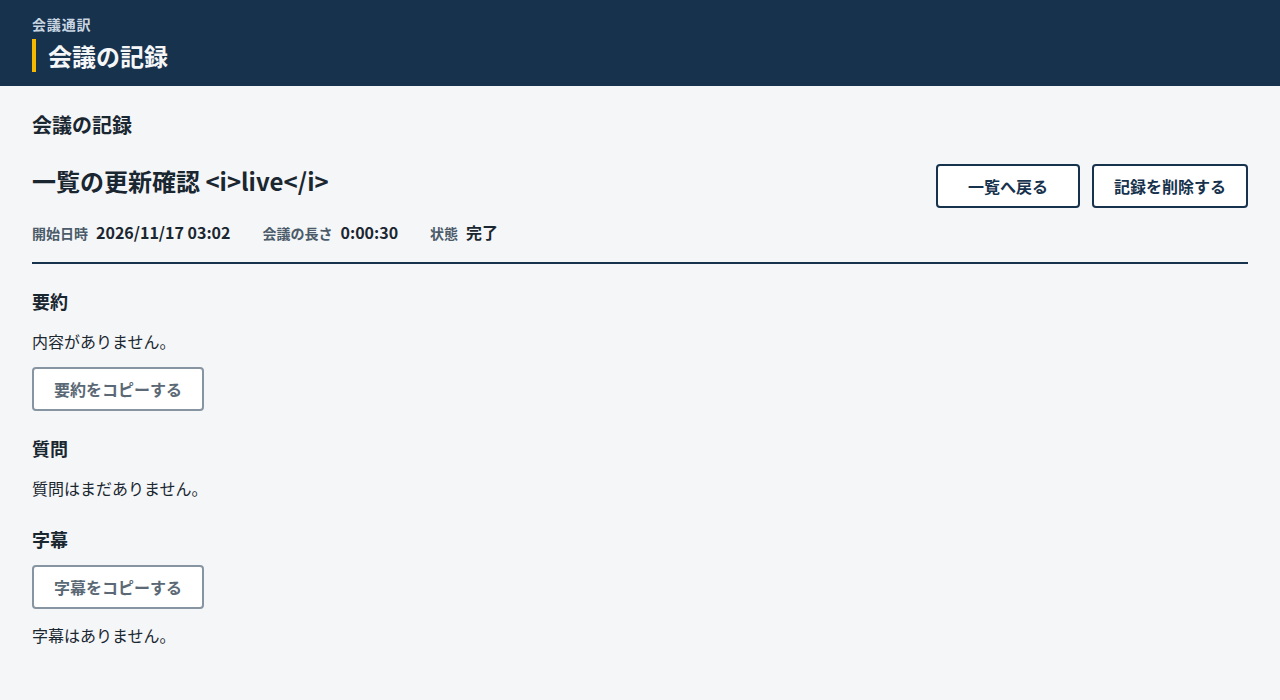 会議通訳
会議の記録
会議の記録
一覧の更新確認 <i>live</i>
一覧へ戻る
記録を削除する
開始日時 2026/11/17 03:02 会議の長さ 0:00:30 状態 完了
要約
内容がありません。
要約をコピーする
質問
質問はまだありません。
字幕
字幕をコピーする
字幕はありません。